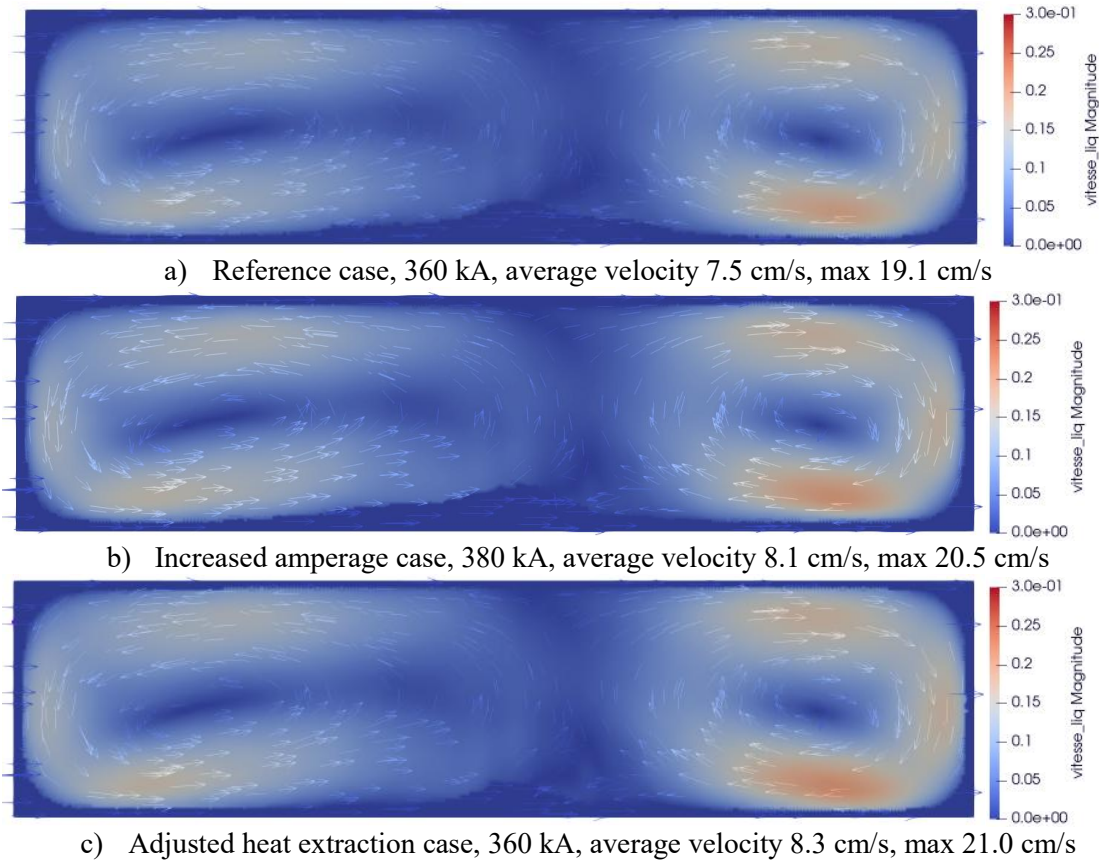 3.0e-01
0.25
0.2
0.15
0.1
0.05
0.0e+00
vitesse_liq Magnitude
a) Reference case, 360 kA, average velocity 7.5 cm/s, max 19.1 cm/s
3.0e-01
0.25
0.2
0.15
0.1
0.05
0.0e+00
vitesse_liq Magnitude
b) Increased amperage case, 380 kA, average velocity 8.1 cm/s, max 20.5 cm/s
3.0e-01
0.25
0.2
0.15
0.1
0.05
0.0e+00
vitesse_liq Magnitude
c) Adjusted heat extraction case, 360 kA, average velocity 8.3 cm/s, max 21.0 cm/s